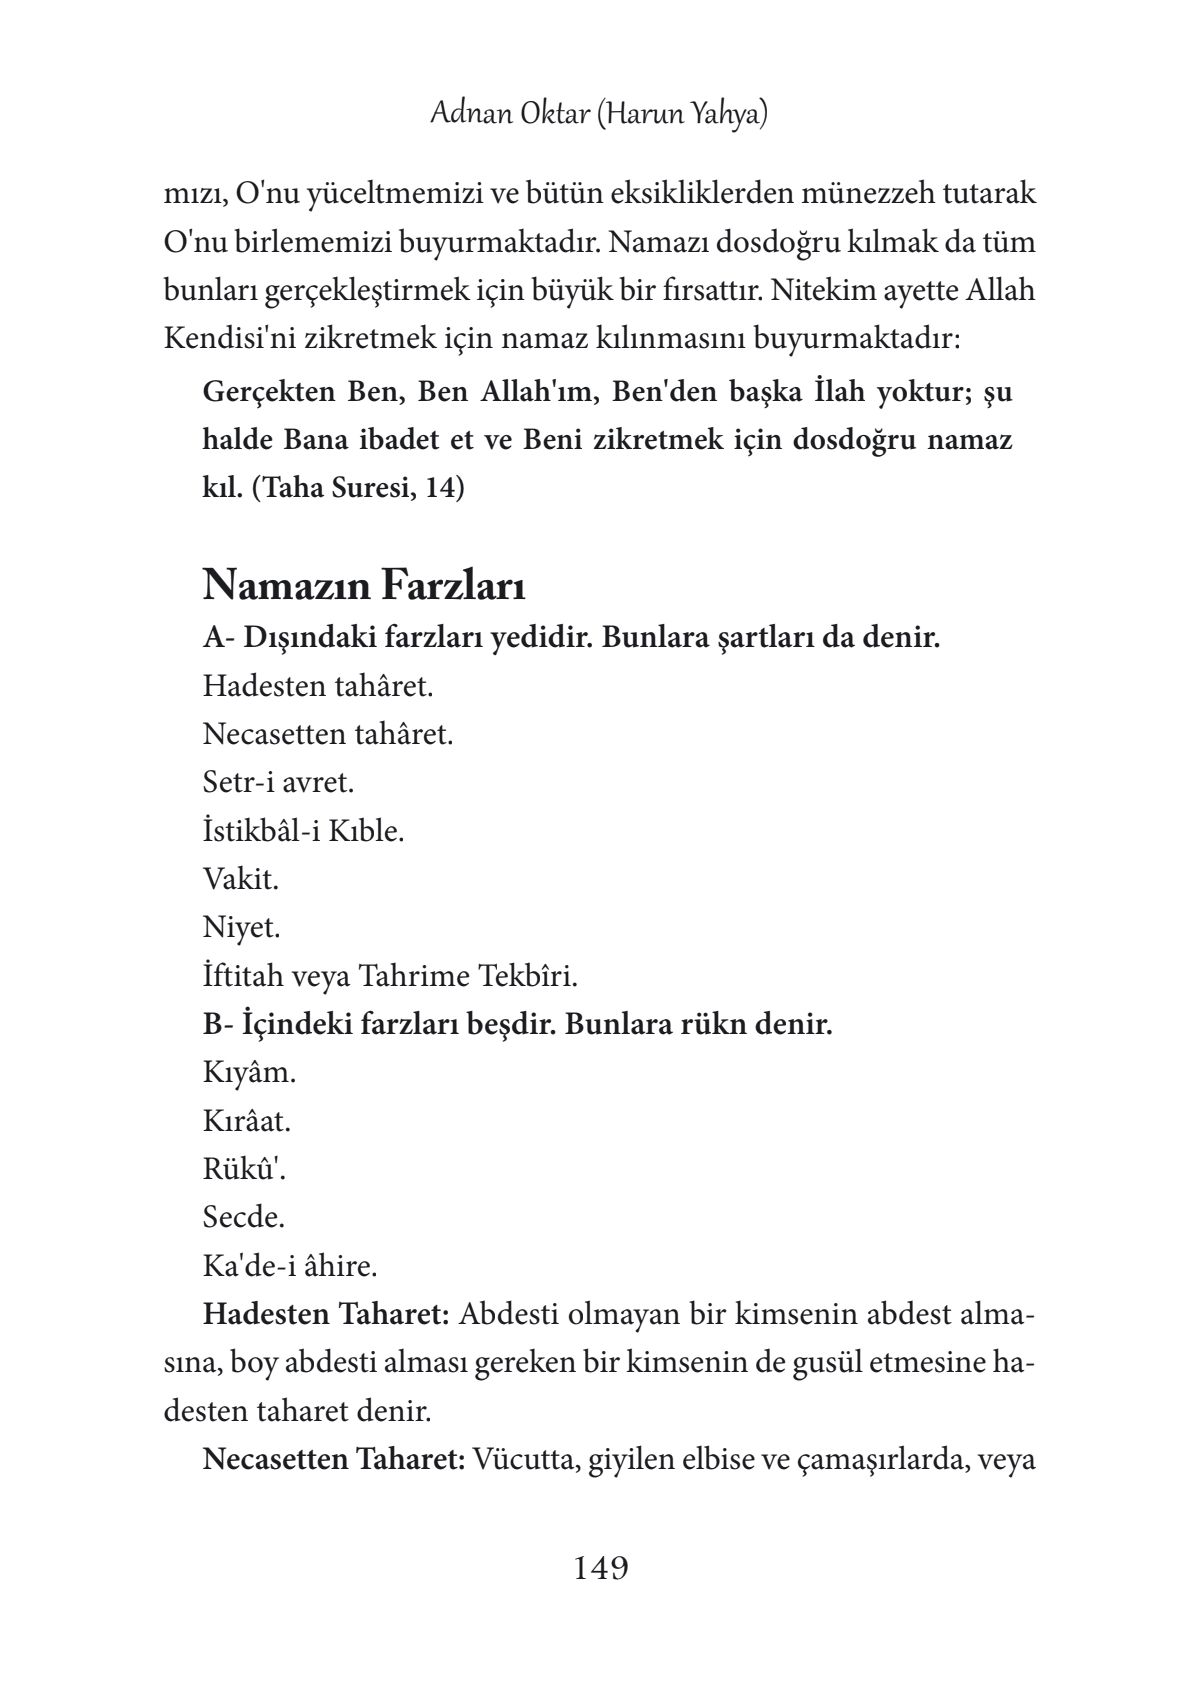 Adnan Oktar (Harun Yahya)
mızı, O'nu yüceltmemizi ve bütün eksikliklerden münezzeh tutarak
O'nu birlememizi buyurmaktadır. Namazı dosdoğru kılmak da tüm
bunları gerçekleştirmek için büyük bir fırsattır. Nitekim ayette Allah
Kendisi'ni zikretmek için namaz kılınmasını buyurmaktadır:
Gerçekten Ben, Ben Allah'ım, Ben'den başka İlah yoktur; şu
halde Bana ibadet et ve Beni zikretmek için dosdoğru namaz
kıl. (Taha Suresi, 14)
Namazın Farzları
A- Dışındaki farzları yedidir. Bunlara şartları da denir.
Hadesten tahâret.
Necasetten tahâret.
Setr-i avret.
İstikbâl-i Kıble.
Vakit.
Niyet.
İftitah veya Tahrime Tekbîri.
B- İçindeki farzları beşdir. Bunlara rükn denir.
Kıyâm.
Kırâat.
Rükû'.
Secde.
Ka'de-i âhire.
Hadesten Taharet: Abdesti olmayan bir kimsenin abdest alma-
sına, boy abdesti alması gereken bir kimsenin de gusül etmesine ha-
desten taharet denir.
Necasetten Taharet: Vücutta, giyilen elbise ve çamaşırlarda, veya
149